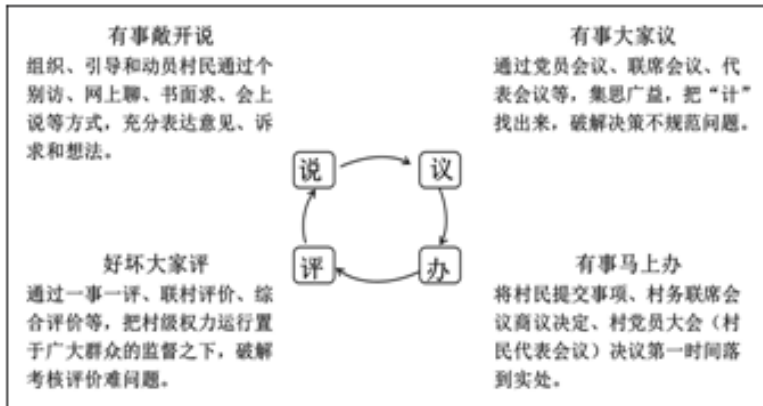 有事敞开说
组织、引导和动员村民通过个
别访、网上聊、书面求、会上
说等方式，充分表达意见、诉
求和想法。
有事大家议
通过党员会议、联席会议、代
表会议等，集思广益，把“计”
找出来，破解决策不规范问题。
说
议
评
办
好坏大家评
通过一事一评、联村评价、综
合评价等，把村级权力运行置
于广大群众的监督之下，破解
考核评价难问题。
有事马上办
将村民提交事项、村务联席会
议商议决定、村党员大会（村
民代表会议）决议第一时间落
到实处。